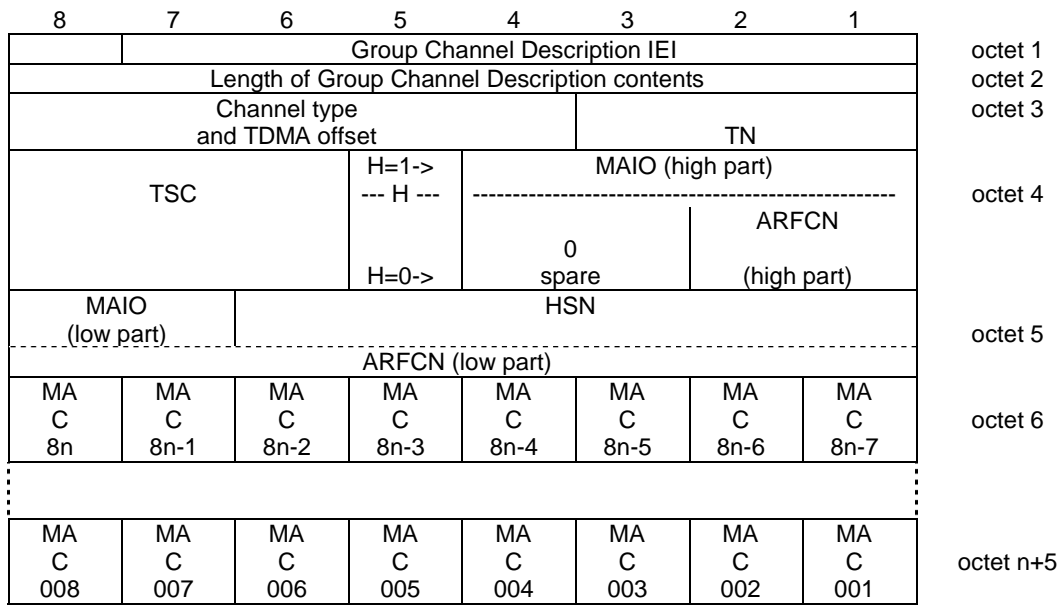 8 7 6 5 4 3 2 1
Group Channel Description IEI octet 1
Length of Group Channel Description contents octet 2
Channel type octet 3
and TDMA offset TN
H=1-> MAIO (high part)
TSC --- H --- ----------------------------------------------------- octet 4
ARFCN
0
H=0-> spare (high part)
MAIO HSN
(low part) octet 5
ARFCN (low part)
MA MA MA MA MA MA MA MA
C C C C C C C C octet 6
8n 8n-1 8n-2 8n-3 8n-4 8n-5 8n-6 8n-7
MA MA MA MA MA MA MA MA
C C C C C C C C octet n+5
008 007 006 005 004 003 002 001